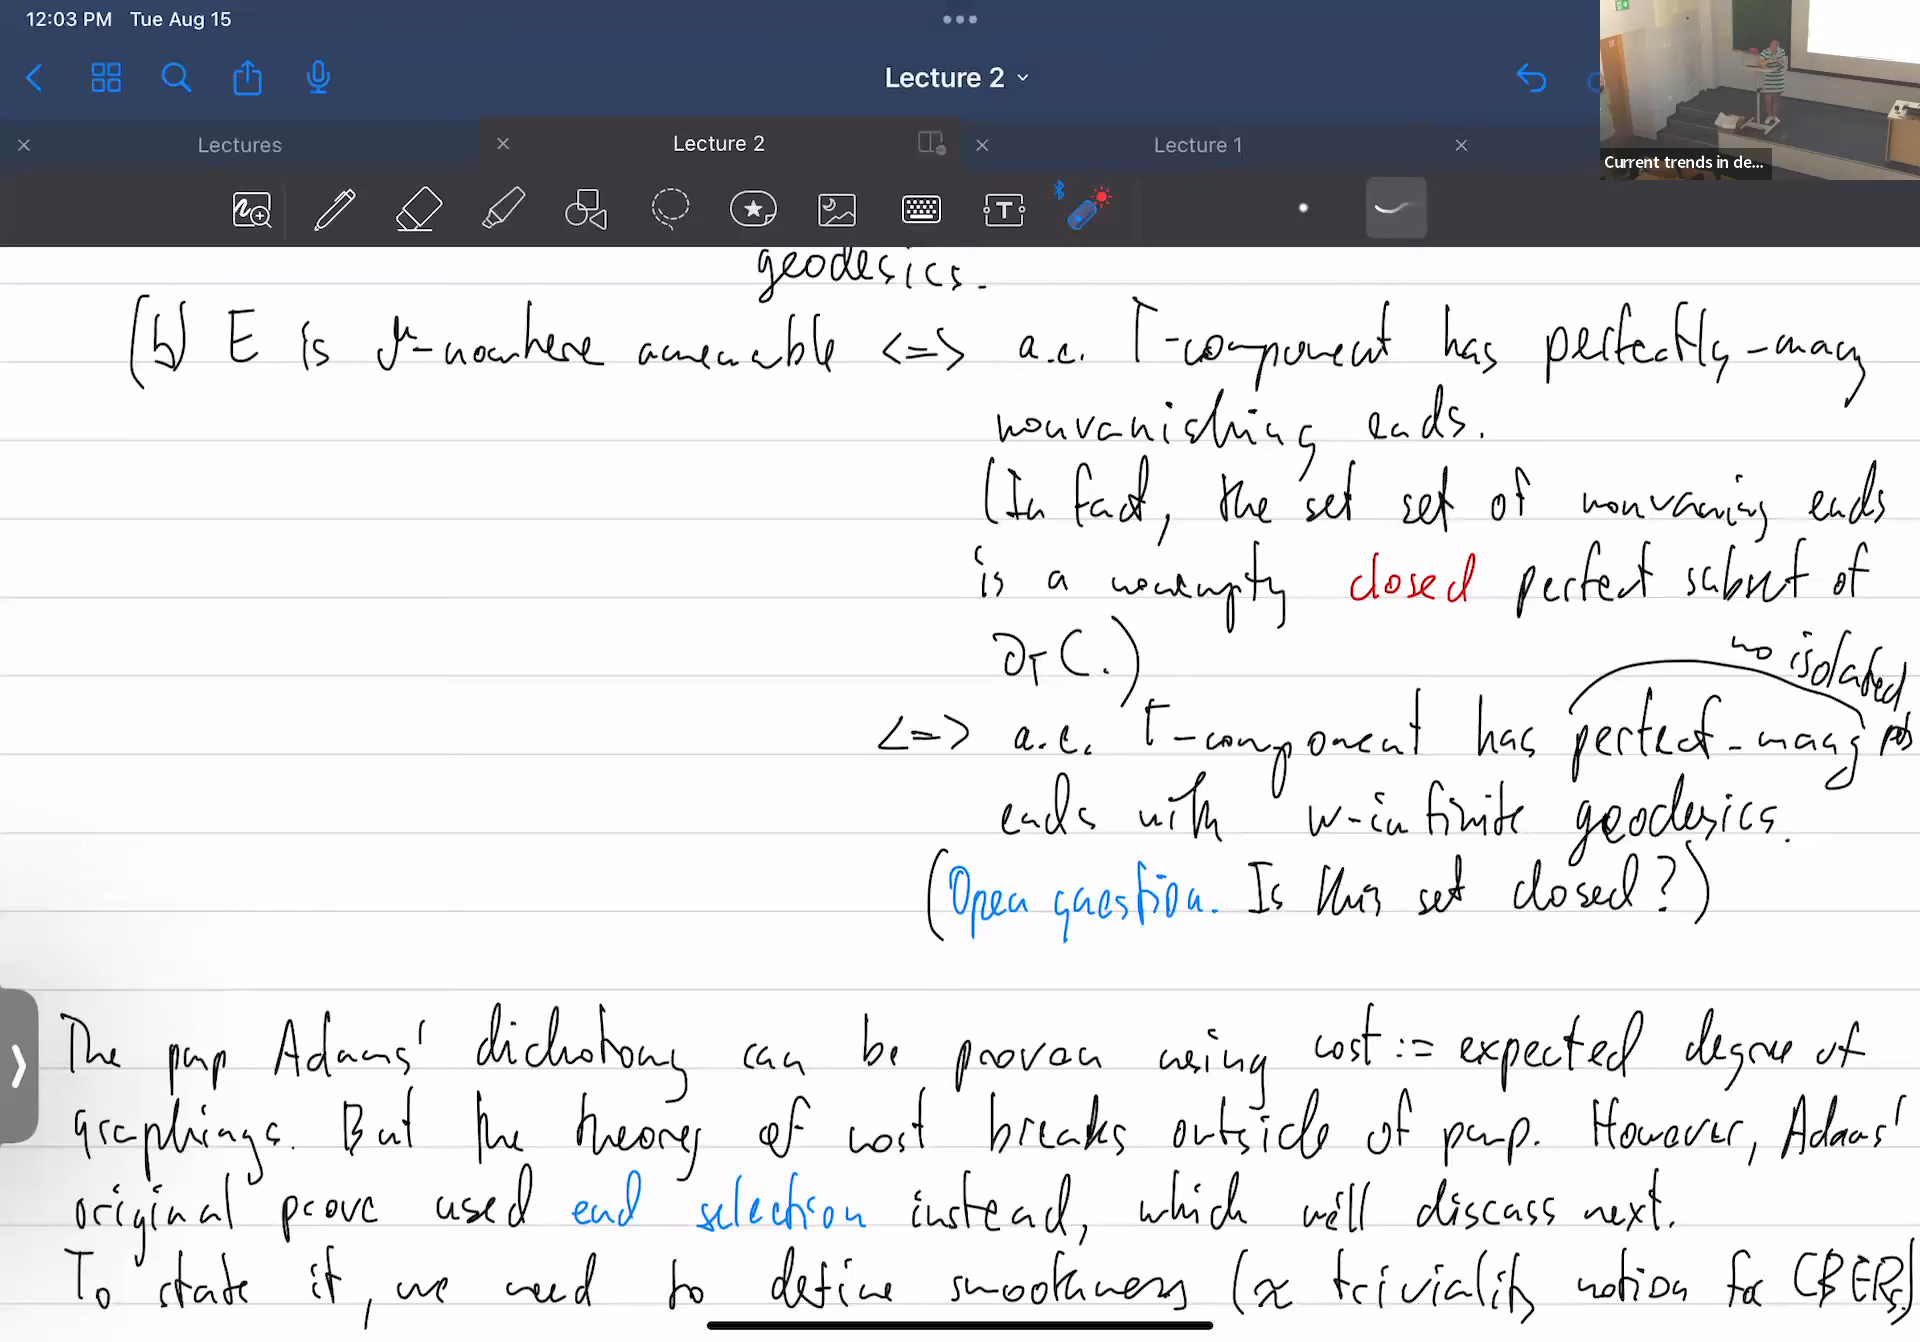 12:03 PM Tue Aug 15
Lecture 2
Current trends in de...
Lectures
Lecture 2
Lecture 1
geodesics.
(b) E is μ-nowhere amenable <=> a.e. T-component has perfectly-many
nonvanishing ends.
(In fact, the set set of nonvaning ends
is a nonempty closed perfect subset of
∂_T C.)
no isolated
pts
<=> a.e. T-component has perfect-many
ends with w-infinite geodesics.
(Open question. Is this set closed?)
The pmp Adams' dichotomy can be proven using cost := expected degree of
graphings. But the theory of cost breaks outside of pmp. However, Adams'
original prove used end selection instead, which we'll discuss next.
To state it, we need to define smoothness (≈ triviality notion for CBERs)